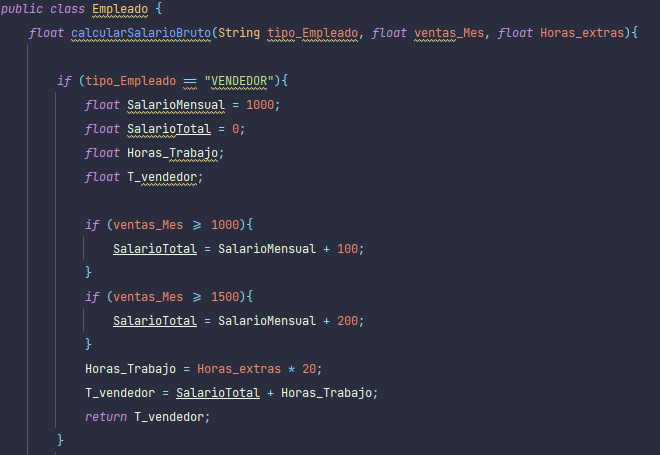 public class Empleado {
float calcularSalarioBruto(String tipo_Empleado, float ventas_Mes, float Horas_extras){
if (tipo_Empleado == "VENDEDOR"){
float SalarioMensual = 1000;
float SalarioTotal = 0;
float Horas_Trabajo;
float T_vendedor;
if (ventas_Mes >= 1000){
SalarioTotal = SalarioMensual + 100;
}
if (ventas_Mes >= 1500){
SalarioTotal = SalarioMensual + 200;
}
Horas_Trabajo = Horas_extras * 20;
T_vendedor = SalarioTotal + Horas_Trabajo;
return T_vendedor;
}